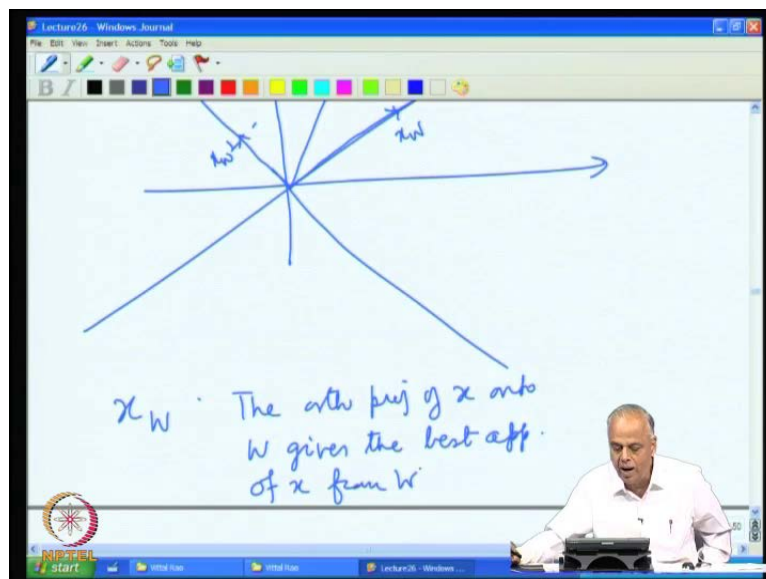 Lecture26 - Windows Journal
File Edit View Insert Actions Tools Help
B I
x_W⊥
x_W
x_W . The orth proj of x onto
W gives the best app.
of x from W
50
NPTEL
start Vittal Rao Vittal Rao Lecture26 - Windows ...